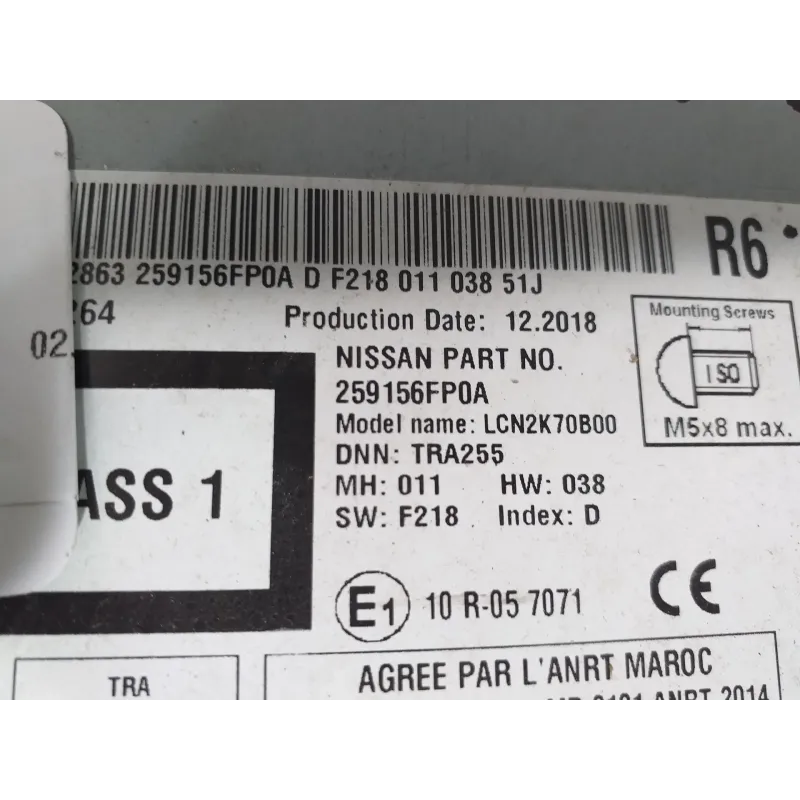 2863 259156FP0A D F218 011 038 51J
R6
264
Production Date: 12.2018
02.
NISSAN PART NO.
259156FP0A
Model name: LCN2K70B00
DNN: TRA255
MH: 011 HW: 038
SW: F218 Index: D
Mounting Screws
ISO
M5x8 max.
ASS 1
E1 10 R-05 7071 CE
TRA
AGREE PAR L'ANRT MAROC
ANRT 2014